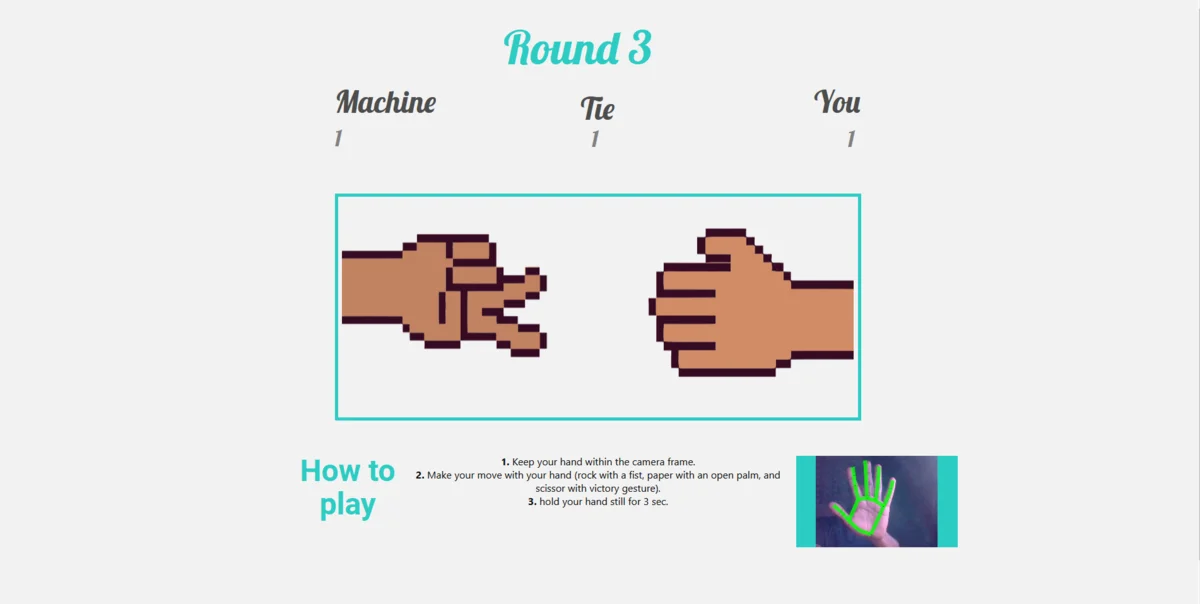 Round 3
Machine
Tie
You
1
1
1
How to
play
1. Keep your hand within the camera frame.
2. Make your move with your hand (rock with a fist, paper with an open palm, and
scissor with victory gesture).
3. hold your hand still for 3 sec.